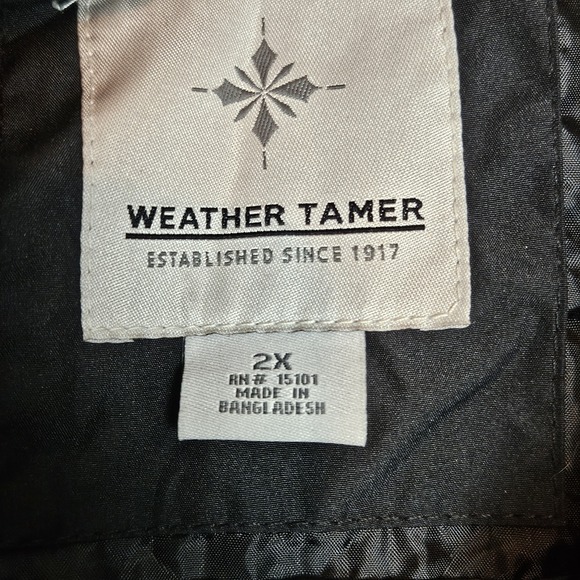 WEATHER TAMER
ESTABLISHED SINCE 1917
2X
RN# 15101
MADE IN
BANGLADESH